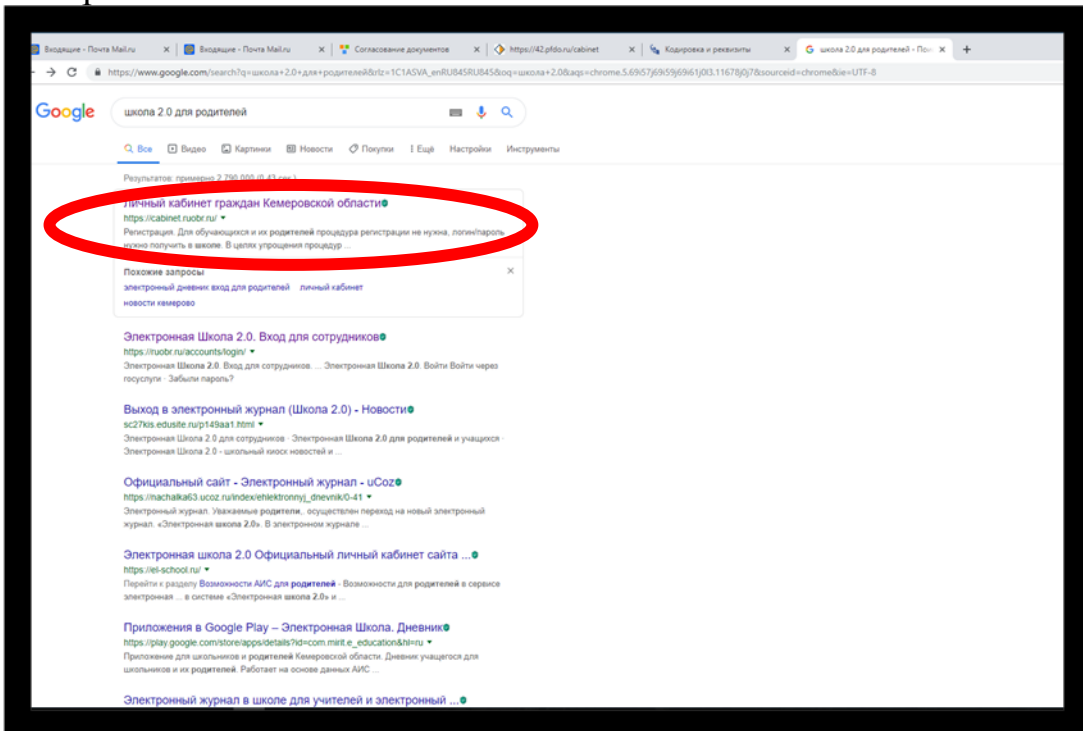 Входящие - Почта Mail.ru
Входящие - Почта Mail.ru
Согласование документов
https://42.pfdo.ru/cabinet
Кодировка и реквизиты
школа 2.0 для родителей - Пои
https://www.google.com/search?q=школа+2.0+для+родителей&rlz=1C1ASVA_enRU845RU845&oq=школа+2.0&aqs=chrome.5.69i57j69i59j69i61j0l3.11678j0j7&sourceid=chrome&ie=UTF-8
Google
школа 2.0 для родителей
Все Видео Картинки Новости Покупки Ещё Настройки Инструменты
Результатов: примерно 2 790 000 (0,43 сек.)
Личный кабинет граждан Кемеровской области
https://cabinet.ruobr.ru/
Регистрация. Для обучающихся и их родителей процедура регистрации не нужна, логин/пароль
нужно получить в школе. В целях упрощения процедур ...
Похожие запросы
электронный дневник вход для родителей личный кабинет
новости кемерово
Электронная Школа 2.0. Вход для сотрудников
https://ruobr.ru/accounts/login/
Электронная Школа 2.0. Вход для сотрудников. ... Электронная Школа 2.0. Войти Войти через
госуслуги · Забыли пароль?
Выход в электронный журнал (Школа 2.0) - Новости
sc27kis.edusite.ru/p149aa1.html
Электронная Школа 2.0 для сотрудников · Электронная Школа 2.0 для родителей и учащихся ·
Электронная Школа 2.0 - школьный киоск новостей и ...
Официальный сайт - Электронный журнал - uCoz
https://nachalka63.ucoz.ru/index/ehlektronnyj_dnevnik/0-41
Электронный журнал. Уважаемые родители,. осуществлен переход на новый электронный
журнал. «Электронная школа 2.0». В электронном журнале ...
Электронная школа 2.0 Официальный личный кабинет сайта ...
https://el-school.ru/
Перейти к разделу Возможности АИС для родителей - Возможности для родителей в сервисе
электронная ... в системе «Электронная школа 2.0» и ...
Приложения в Google Play – Электронная Школа. Дневник
https://play.google.com/store/apps/details?id=com.mirit.e_education&hl=ru
Приложение для школьников и родителей Кемеровской области. Дневник учащегося для
школьников и их родителей. Работает на основе данных АИС ...
Электронный журнал в школе для учителей и электронный ...